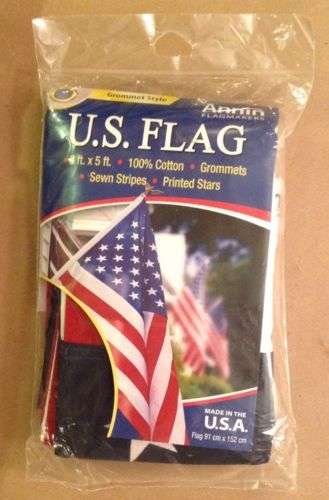 Grommet Style
Annin
FLAGMAKERS
U.S. FLAG
3 ft. x 5 ft. • 100% Cotton • Grommets
• Sewn Stripes • Printed Stars
MADE IN THE
U.S.A.
Flag 91 cm x 152 cm